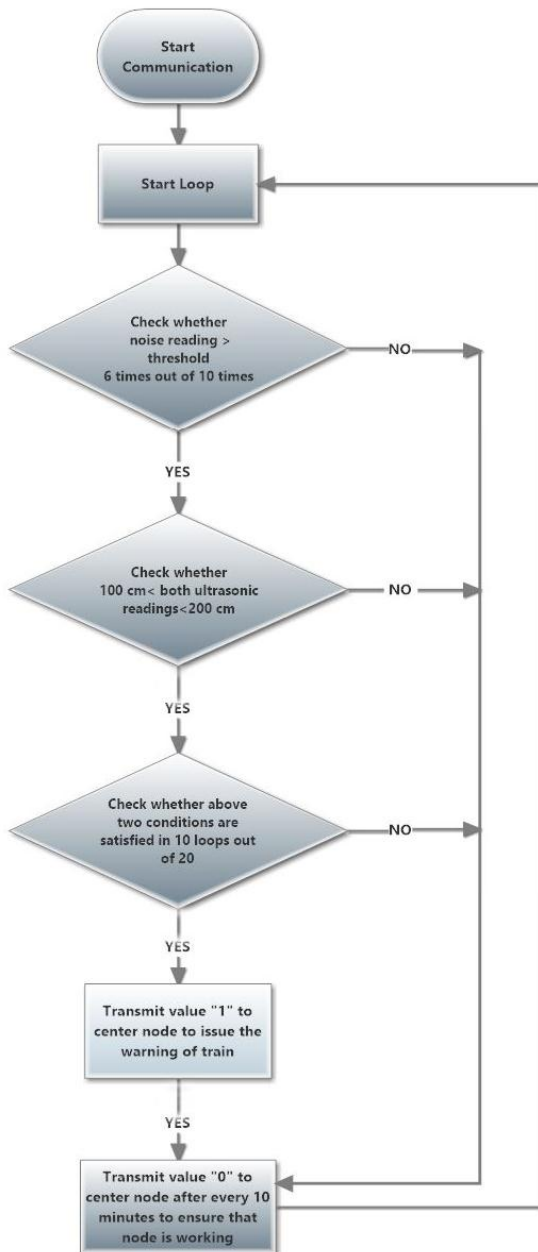 Start
Communication
Start Loop
Check whether
noise reading >
threshold
6 times out of 10 times
NO
YES
Check whether
100 cm< both ultrasonic
readings<200 cm
NO
YES
Check whether above
two conditions are
satisfied in 10 loops out
of 20
NO
YES
Transmit value "1" to
center node to issue the
warning of train
YES
Transmit value "0" to
center node after every 10
minutes to ensure that
node is working